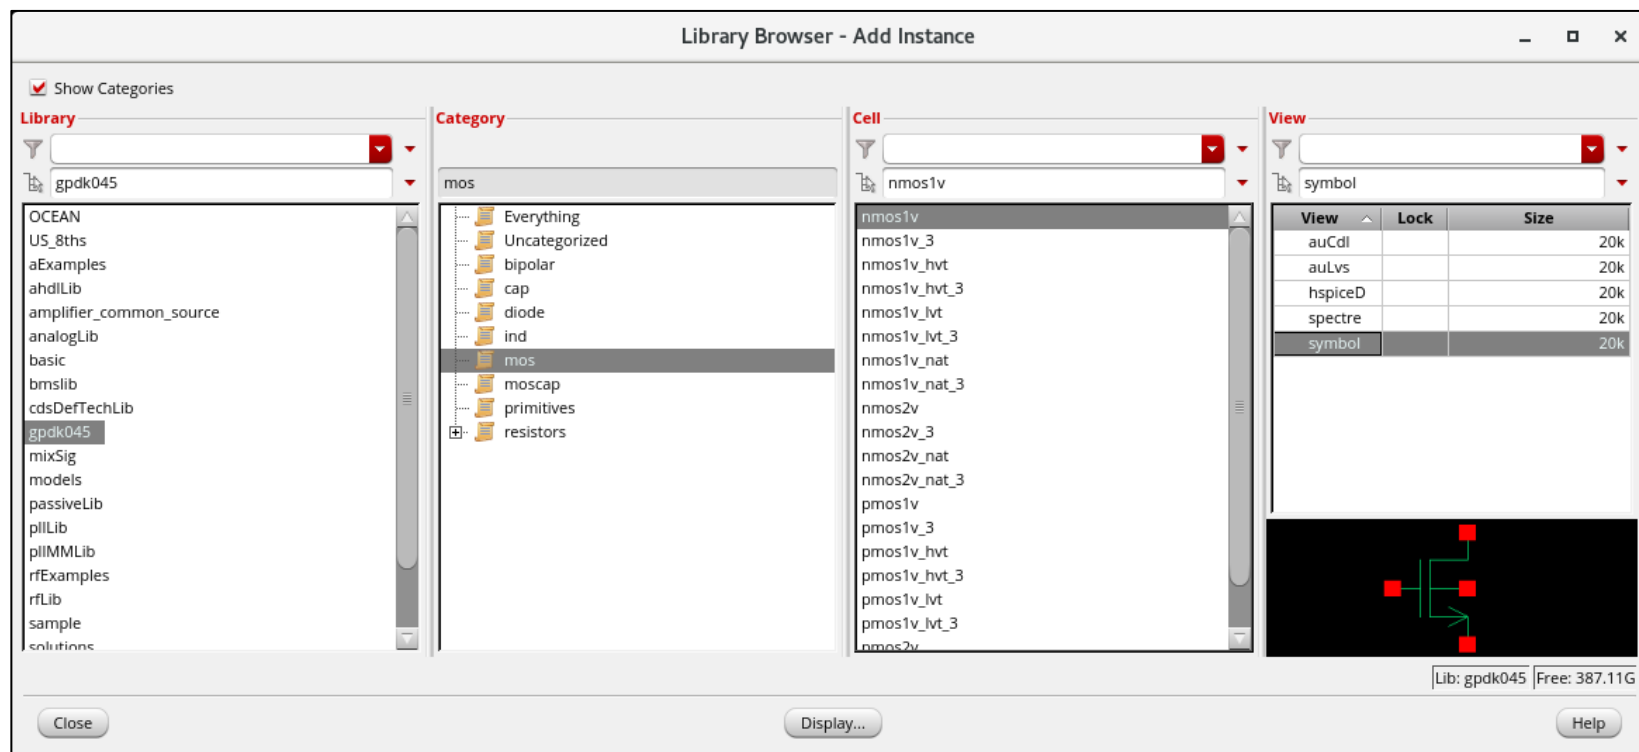 Library Browser - Add Instance
Show Categories
Library
gpdk045
OCEAN
US_8ths
aExamples
ahdlLib
amplifier_common_source
analogLib
basic
bmslib
cdsDefTechLib
gpdk045
mixSig
models
passiveLib
pllLib
pllMMLib
rfExamples
rfLib
sample
solutions
Category
mos
Everything
Uncategorized
bipolar
cap
diode
ind
mos
moscap
primitives
resistors
Cell
nmos1v
nmos1v
nmos1v_3
nmos1v_hvt
nmos1v_hvt_3
nmos1v_lvt
nmos1v_lvt_3
nmos1v_nat
nmos1v_nat_3
nmos2v
nmos2v_3
nmos2v_nat
nmos2v_nat_3
pmos1v
pmos1v_3
pmos1v_hvt
pmos1v_hvt_3
pmos1v_lvt
pmos1v_lvt_3
View
symbol
View Lock Size
auCdl 20k
auLvs 20k
hspiceD 20k
spectre 20k
symbol 20k
Lib: gpdk045 Free: 387.11G
Close Display... Help